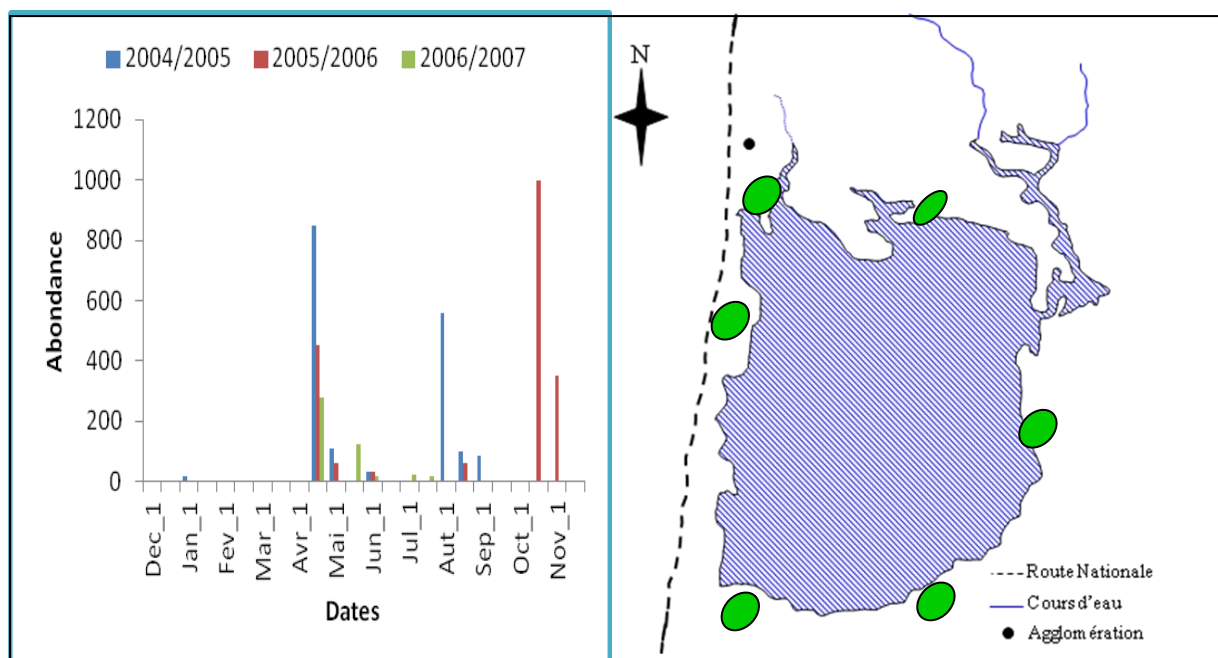 2004/2005 2005/2006 2006/2007
1200
1000
800
600
400
200
0
Abondance
Dec_1
Jan_1
Fev_1
Mar_1
Avr_1
Mai_1
Jun_1
Jul_1
Aut_1
Sep_1
Oct_1
Nov_1
Dates
N
Route Nationale
Cours d'eau
Agglomération